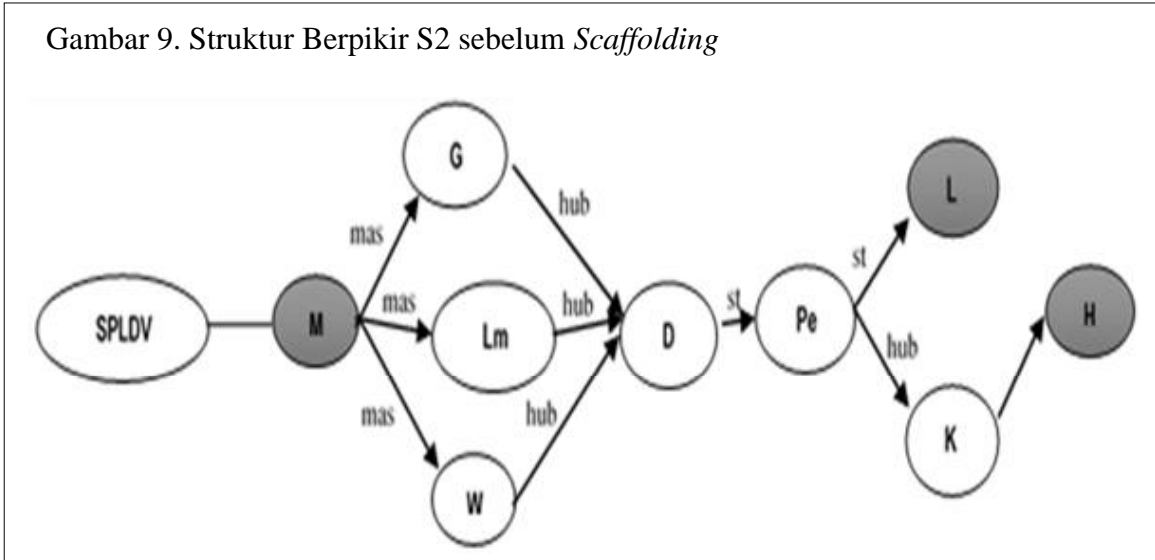 Gambar 9. Struktur Berpikir S2 sebelum Scaffolding
G
hub
L
mas
st
SPLDV
M
mas
Lm
hub
D
st
Pe
H
hub
mas
hub
K
W